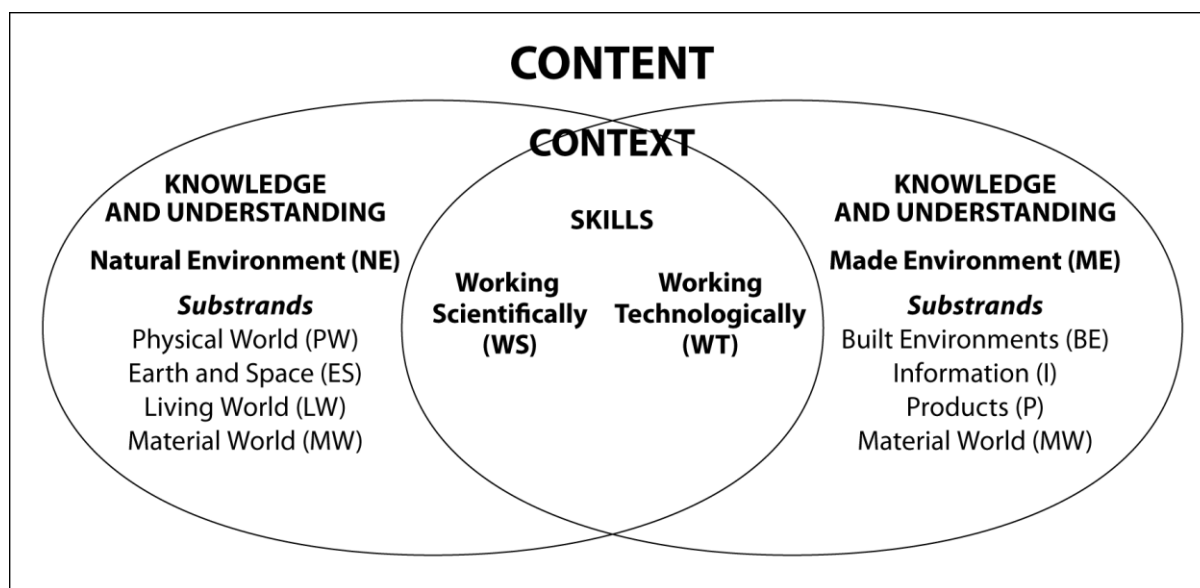 CONTENT
CONTEXT
KNOWLEDGE
AND UNDERSTANDING
Natural Environment (NE)
Substrands
Physical World (PW)
Earth and Space (ES)
Living World (LW)
Material World (MW)
SKILLS
Working
Scientifically
(WS)
Working
Technologically
(WT)
KNOWLEDGE
AND UNDERSTANDING
Made Environment (ME)
Substrands
Built Environments (BE)
Information (I)
Products (P)
Material World (MW)